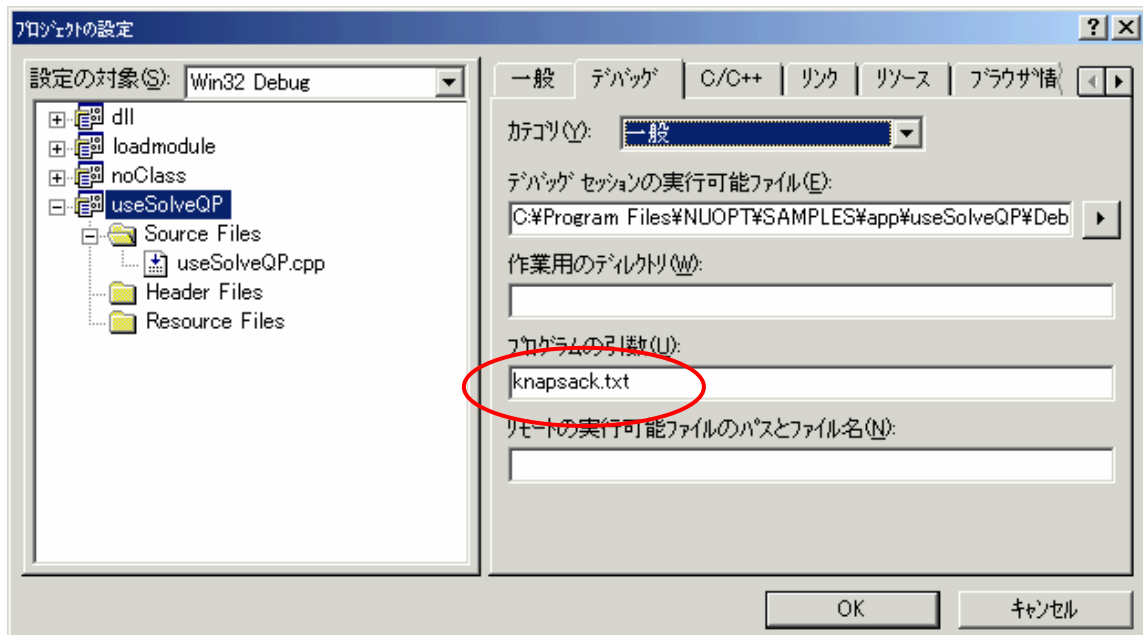 プロジェクトの設定
設定の対象(S): Win32 Debug
dll
loadmodule
noClass
useSolveQP
Source Files
useSolveQP.cpp
Header Files
Resource Files
一般 デバッグ C/C++ リンク リソース ブラウザ情
カテゴリ(Y): 一般
デバッグ セッションの実行可能ファイル(E):
C:¥Program Files¥NUOPT¥SAMPLES¥app¥useSolveQP¥Deb
作業用のディレクトリ(W):
プログラムの引数(U):
knapsack.txt
リモートの実行可能ファイルのパスとファイル名(N):
OK キャンセル